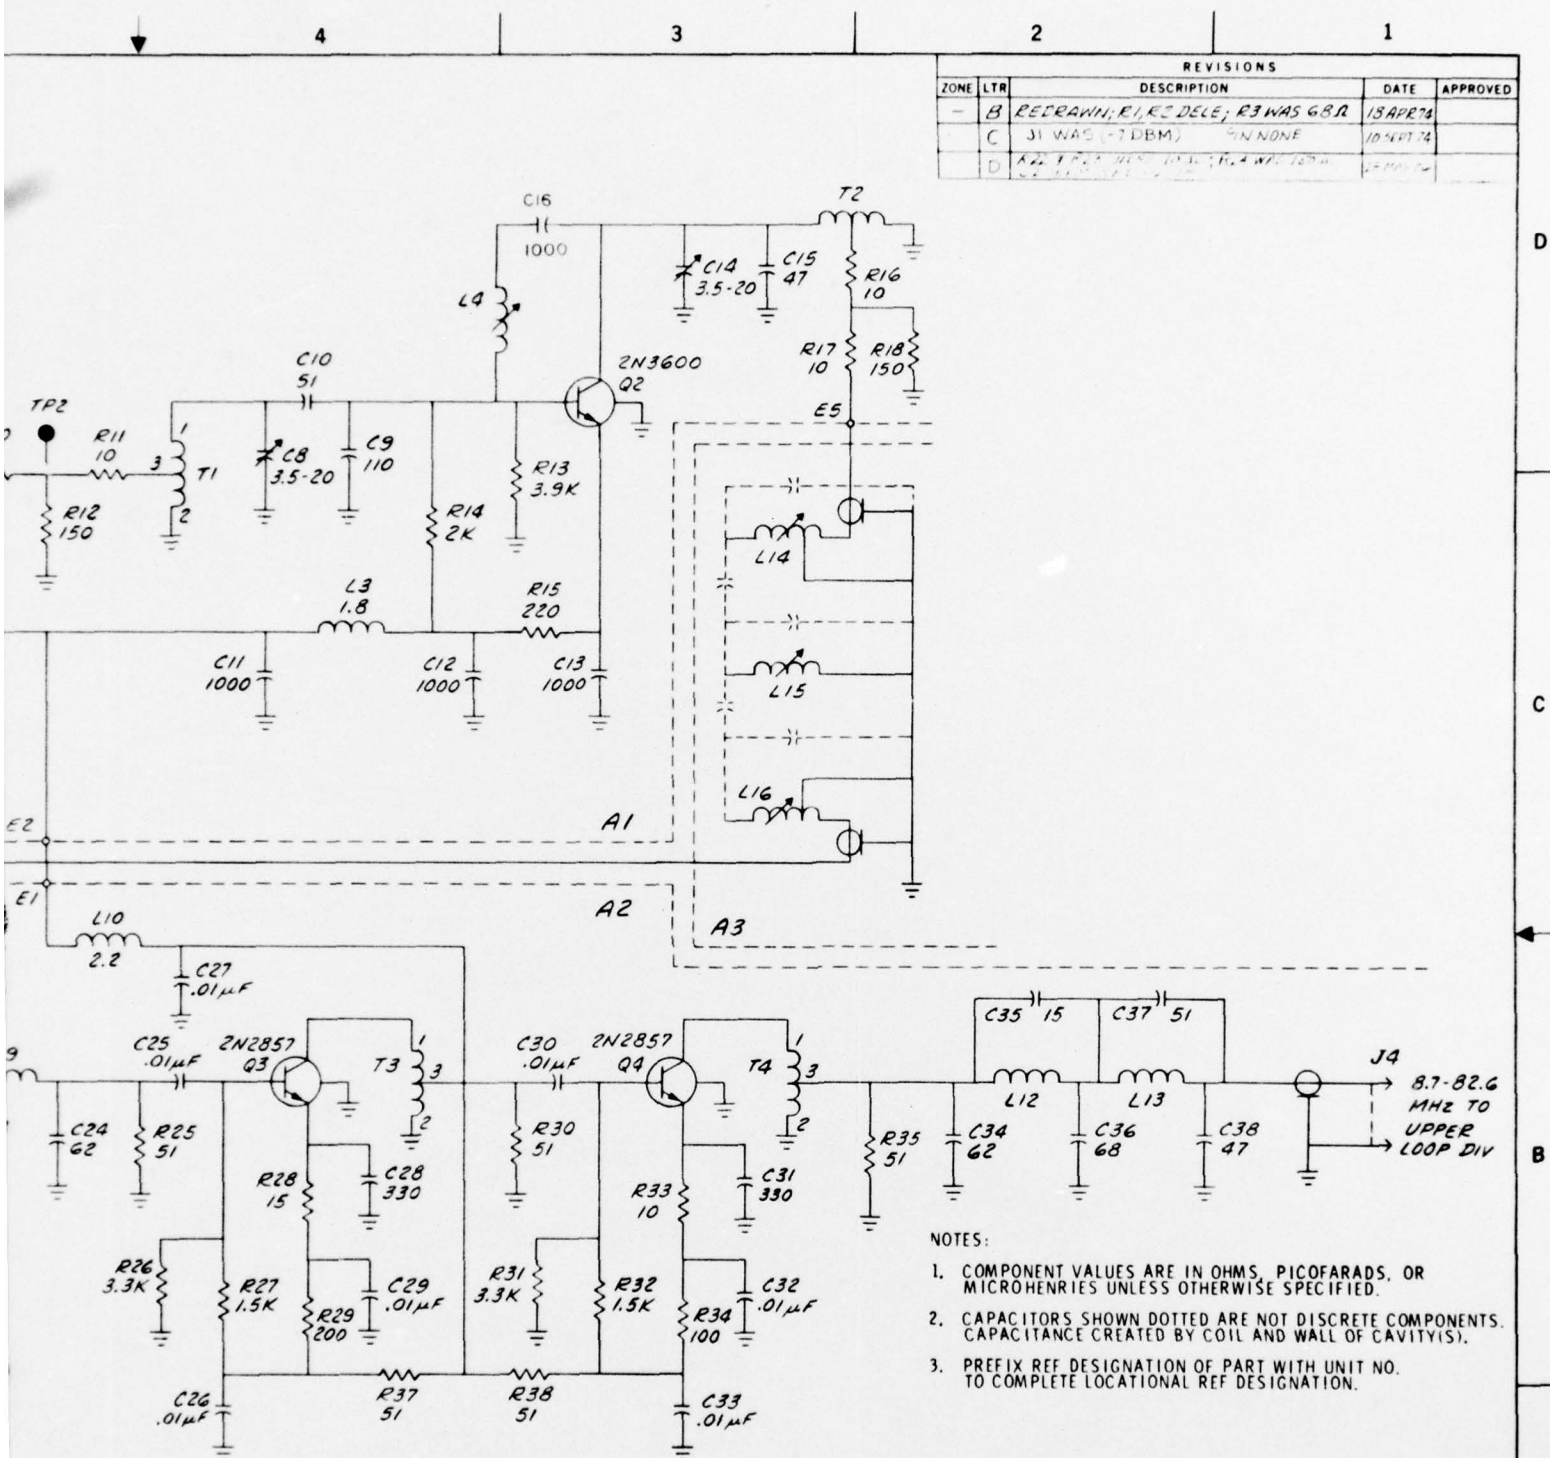 4 3 2 1
REVISIONS
ZONE LTR DESCRIPTION DATE APPROVED
– B REDRAWN; R1, R2 DELE; R3 WAS 68Ω 18 APR 74
C J1 WAS (-7 DBM) 10 SEPT 74
D
D
C
B
C16
1000
T2
L4
C14
3.5-20
C15
47
R16
10
R17
10
R18
150
C10
51
2N3600
Q2
TP2
R11
10
1
3
T1
2
C8
3.5-20
C9
110
R13
3.9K
E5
R12
150
R14
2K
L14
L3
1.8
R15
220
C11
1000
C12
1000
C13
1000
L15
L16
E2
A1
E1
A2
A3
L10
2.2
C27
.01µF
C25
.01µF
2N2857
Q3
T3
1
3
2
C30
.01µF
2N2857
Q4
T4
1
3
2
C35 15
C37 51
J4
9
L12
L13
8.7-82.6
MHz TO
UPPER
LOOP DIV
C24
62
R25
51
R28
15
C28
330
R30
51
R33
10
C31
330
R35
51
C34
62
C36
68
C38
47
R26
3.3K
R27
1.5K
R29
200
C29
.01µF
R31
3.3K
R32
1.5K
R34
100
C32
.01µF
C26
.01µF
R37
51
R38
51
C33
.01µF
NOTES:
1. COMPONENT VALUES ARE IN OHMS, PICOFARADS, OR
MICROHENRIES UNLESS OTHERWISE SPECIFIED.
2. CAPACITORS SHOWN DOTTED ARE NOT DISCRETE COMPONENTS.
CAPACITANCE CREATED BY COIL AND WALL OF CAVITY(S).
3. PREFIX REF DESIGNATION OF PART WITH UNIT NO.
TO COMPLETE LOCATIONAL REF DESIGNATION.